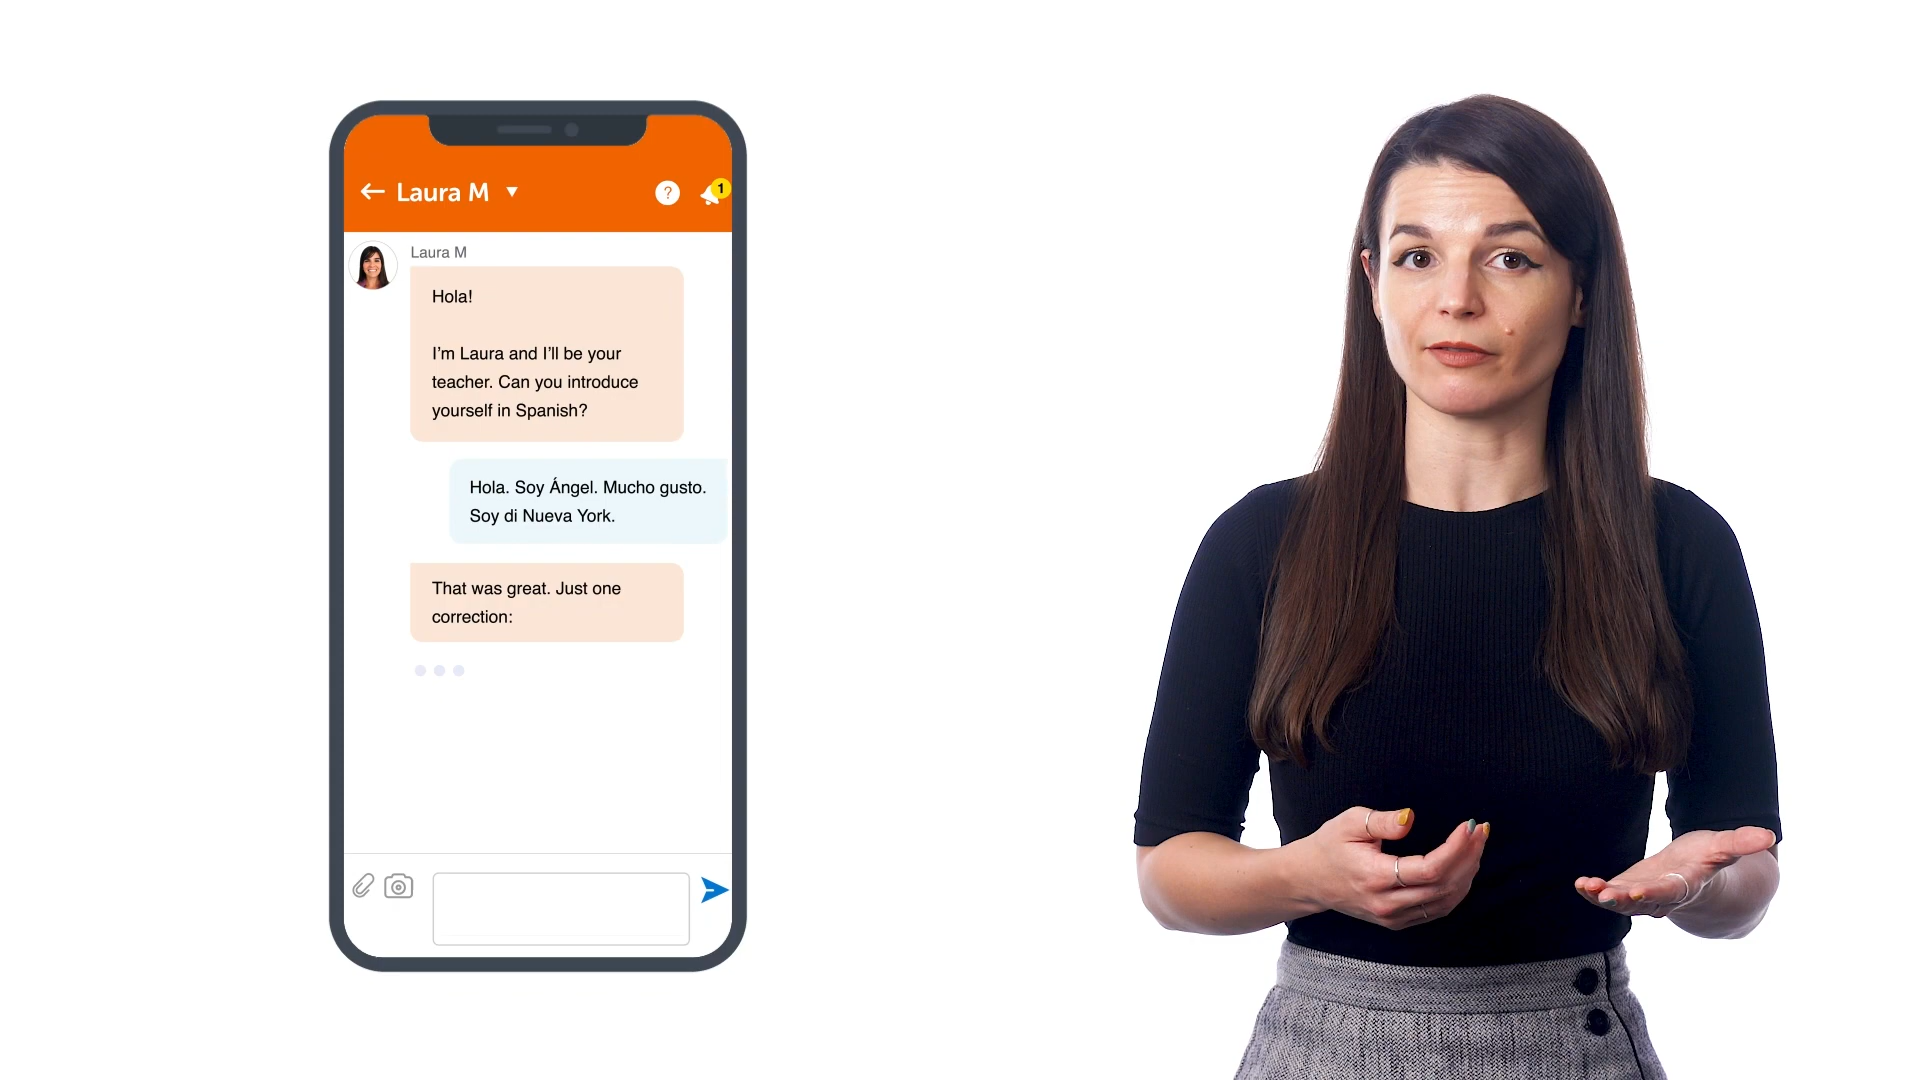 Laura M
?
1
Laura M
Hola!
I’m Laura and I’ll be your
teacher. Can you introduce
yourself in Spanish?
Hola. Soy Ángel. Mucho gusto.
Soy di Nueva York.
That was great. Just one
correction: